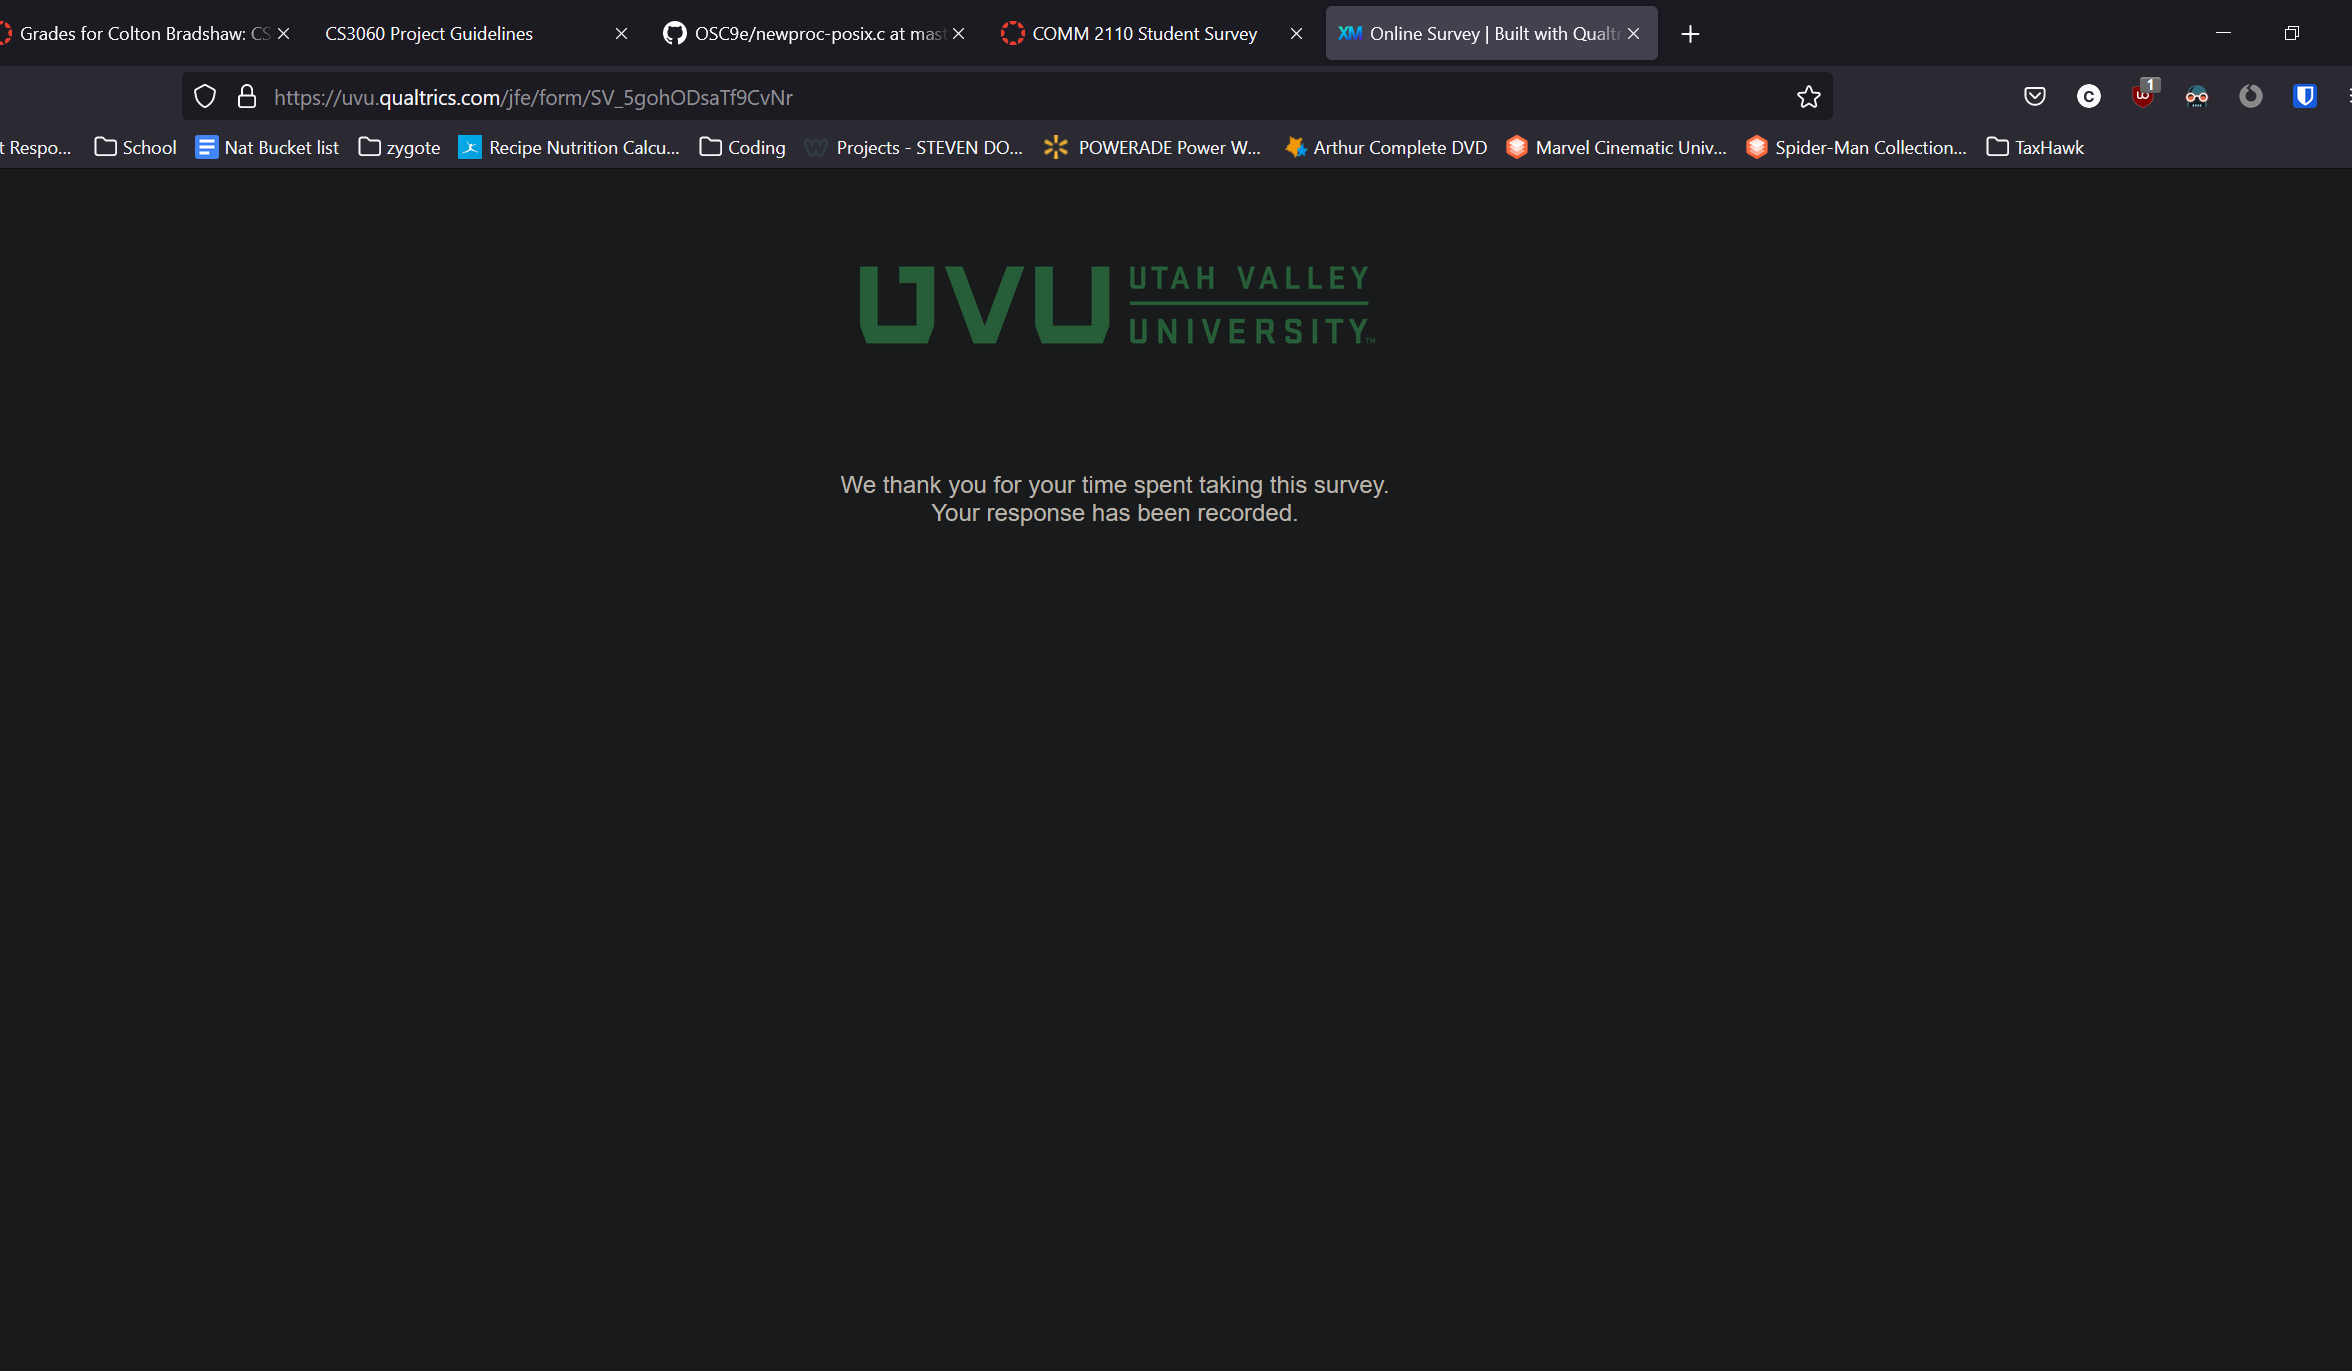 Grades for Colton Bradshaw: CS
CS3060 Project Guidelines
OSC9e/newproc-posix.c at mast
COMM 2110 Student Survey
XM Online Survey | Built with Qualtr
https://uvu.qualtrics.com/jfe/form/SV_5gohODsaTf9CvNr
C
1
t Respo...
School
Nat Bucket list
zygote
Recipe Nutrition Calcu...
Coding
Projects - STEVEN DO...
POWERADE Power W...
Arthur Complete DVD
Marvel Cinematic Univ...
Spider-Man Collection...
TaxHawk
UVU
UTAH VALLEY
UNIVERSITY™
We thank you for your time spent taking this survey.
Your response has been recorded.